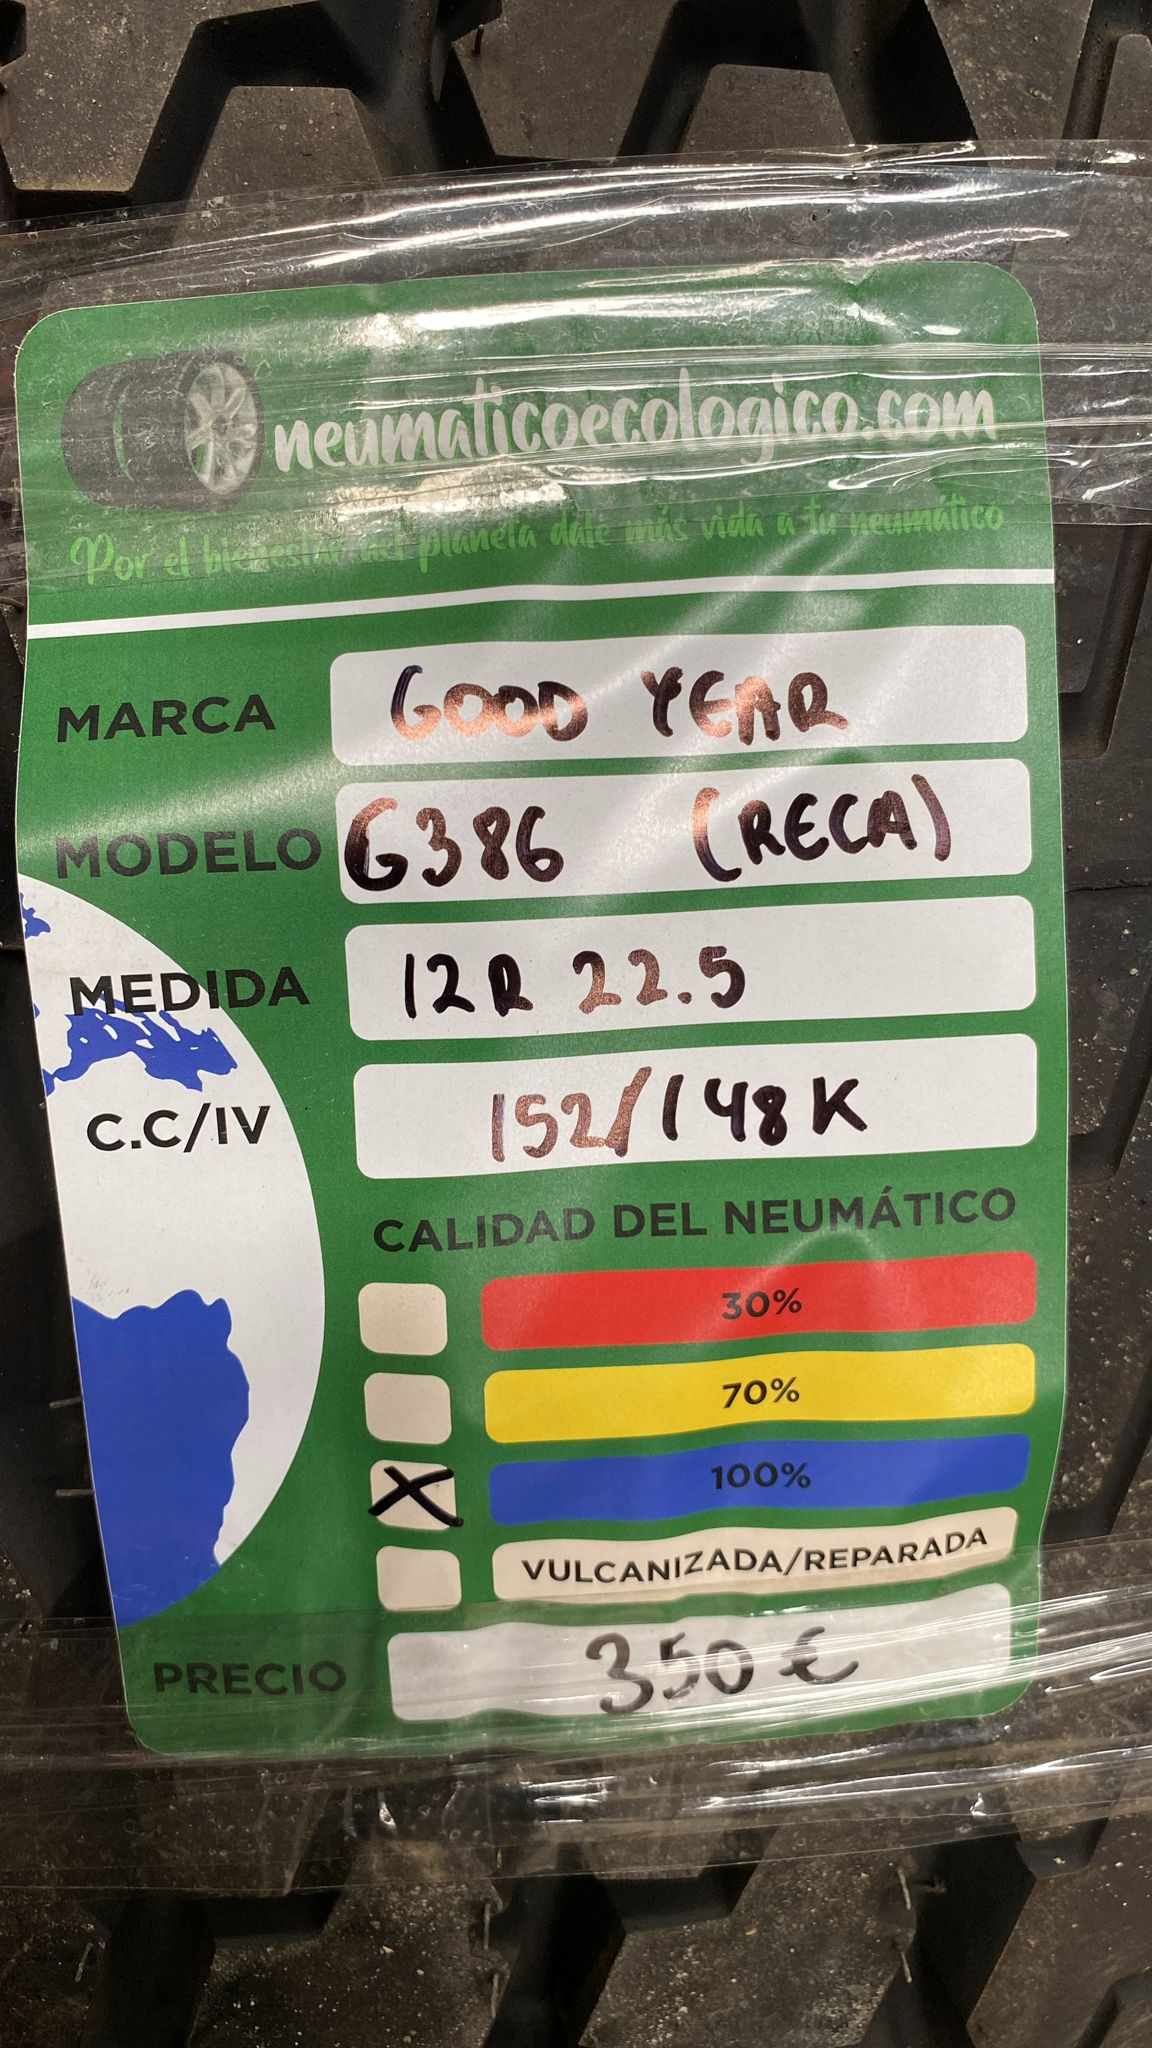 neumaticoecologico.com
Por el bienestar del planeta dale más vida a tu neumático
MARCA GOOD YEAR
MODELO G386 (RECA)
MEDIDA 12R 22.5
C.C/IV 152/148K
CALIDAD DEL NEUMÁTICO
30%
70%
X 100%
VULCANIZADA/REPARADA
PRECIO 350 €